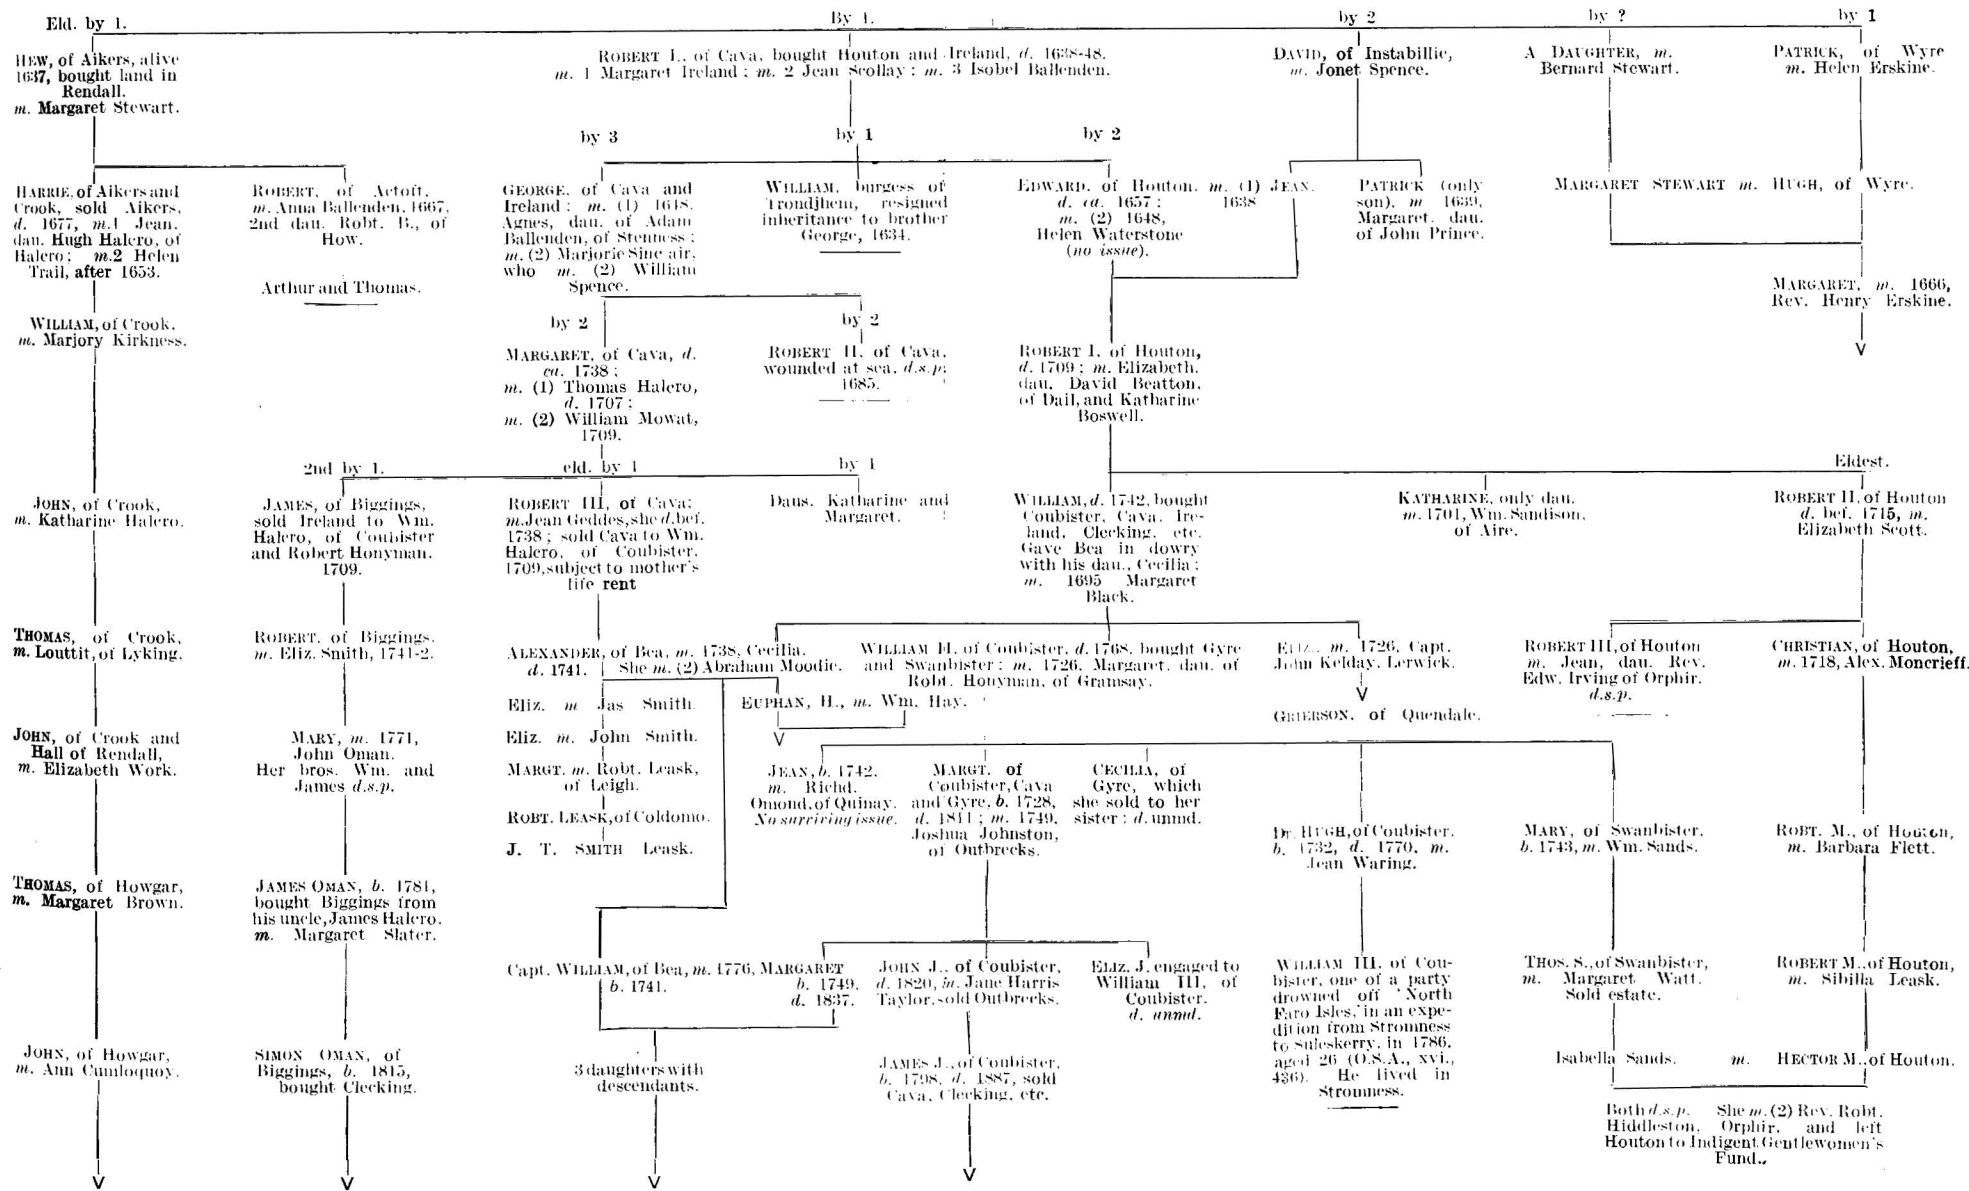 Eld. by 1.
By 1.
by 2
by ?
by 1
HEW, of Aikers, alive
1637, bought land in
Rendall.
m. Margaret Stewart.
ROBERT I., of Cava, bought Houton and Ireland, d. 1638-48.
m. 1 Margaret Ireland; m. 2 Jean Scollay; m. 3 Isobel Ballenden.
DAVID, of Instabillie,
m. Jonet Spence.
A DAUGHTER, m.
Bernard Stewart.
PATRICK, of Wyre
m. Helen Erskine.
by 3
by 1
by 2
HARRIE, of Aikers and
Crook, sold Aikers,
d. 1677, m.1 Jean.
dau. Hugh Halcro, of
Halcro; m.2 Helen
Trail, after 1653.
ROBERT, of Actoft.
m. Anna Ballenden, 1667,
2nd dau. Robt. B., of
How.
Arthur and Thomas.
GEORGE, of Cava and
Ireland; m. (1) 1648,
Agnes, dau. of Adam
Ballenden, of Stenness;
m. (2) Marjorie Sinclair,
who m. (2) William
Spence.
WILLIAM, burgess of
Trondjhem, resigned
inheritance to brother
George, 1634.
EDWARD, of Houton. m. (1) JEAN.
d. ca. 1657; 1638
m. (2) 1648,
Helen Waterstone
(no issue).
PATRICK (only
son), m 1639,
Margaret, dau.
of John Prince.
MARGARET STEWART m. HUGH, of Wyre.
MARGARET, m. 1666,
Rev. Henry Erskine.
WILLIAM, of Crook.
m. Marjory Kirkness.
by 2
by 2
MARGARET, of Cava, d.
ca. 1738;
m. (1) Thomas Halcro,
d. 1707;
m. (2) William Mowat,
1709.
ROBERT II, of Cava,
wounded at sea, d.s.p.
1685.
ROBERT I. of Houton,
d. 1709; m. Elizabeth,
dau. David Beatton,
of Dail, and Katharine
Boswell.
2nd by 1.
eld. by 1
by 1
Eldest.
JOHN, of Crook,
m. Katharine Halcro.
JAMES, of Biggings,
sold Ireland to Wm.
Halcro, of Coubister
and Robert Honyman.
1709.
ROBERT III, of Cava;
m. Jean Geddes, she d. bef.
1738; sold Cava to Wm.
Halcro, of Coubister.
1709, subject to mother's
life rent
Daus. Katharine and
Margaret.
WILLIAM, d. 1742, bought
Coubister, Cava, Ire-
land, Clecking, etc.
Gave Bea in dowry
with his dau., Cecilia;
m. 1695 Margaret
Black.
KATHARINE, only dau.
m. 1701, Wm. Sandison,
of Aire.
ROBERT II, of Houton
d. bef. 1715, m.
Elizabeth Scott.
THOMAS, of Crook,
m. Louttit, of Lyking.
ROBERT, of Biggings.
m. Eliz. Smith, 1741-2.
ALEXANDER, of Bea, m. 1738, Cecilia.
d. 1741. She m. (2) Abraham Moodie.
WILLIAM II. of Coubister, d. 1768, bought Gyre
and Swanbister; m. 1726, Margaret, dau. of
Robt. Honyman, of Gramsay.
ELIZ., m. 1726, Capt.
John Kelday, Lerwick.
ROBERT III, of Houton
m. Jean, dau. Rev.
Edw. Irving of Orphir.
d.s.p.
CHRISTIAN, of Houton,
m. 1718, Alex. Moncrieff.
Eliz. m Jas Smith.
EUPHAN, H., m. Wm. Hay.
GRIERSON, of Quendale.
JOHN, of Crook and
Hall of Rendall,
m. Elizabeth Work.
MARY, m. 1771,
John Oman.
Her bros. Wm. and
James d.s.p.
Eliz. m. John Smith.
MARGT. m. Robt. Leask,
of Leigh.
ROBT. LEASK, of Coldomo.
J. T. SMITH Leask.
JEAN, b. 1742.
m. Richd.
Omond, of Quinay.
No surviving issue.
MARGT. of
Coubister, Cava
and Gyre, b. 1728,
d. 1811; m. 1749,
Joshua Johnston,
of Outbrecks.
CECILIA, of
Gyre, which
she sold to her
sister; d. unmd.
Dr. HUGH, of Coubister.
b. 1732, d. 1770, m.
Jean Waring.
MARY, of Swanbister,
b. 1743, m. Wm. Sands.
ROBT. M., of Houton,
m. Barbara Flett.
THOMAS, of Howgar,
m. Margaret Brown.
JAMES OMAN, b. 1781,
bought Biggings from
his uncle, James Halcro.
m. Margaret Slater.
Capt. WILLIAM, of Bea, m. 1776, MARGARET
b. 1741. b. 1749.
d. 1837.
JOHN J., of Coubister,
d. 1820, m. Jane Harris
Taylor, sold Outbrecks.
ELIZ. J. engaged to
William III, of
Coubister.
d. unmd.
WILLIAM III. of Cou-
bister, one of a party
drowned off 'North
Faro Isles,' in an expe-
dition from Stromness
to Suleskerry, in 1786,
aged 26 (O.S.A., xvi.,
436). He lived in
Stromness.
THOS. S., of Swanbister,
m. Margaret Watt.
Sold estate.
ROBERT M., of Houton,
m. Sibilla Leask.
JOHN, of Howgar,
m. Ann Cumloquoy.
SIMON OMAN, of
Biggings, b. 1815,
bought Clecking.
3 daughters with
descendants.
JAMES J., of Coubister,
b. 1798, d. 1887, sold
Cava, Clecking, etc.
Isabella Sands. m. HECTOR M., of Houton.
Both d.s.p. She m. (2) Rev. Robt.
Hiddleston, Orphir, and left
Houton to Indigent Gentlewomen's
Fund.